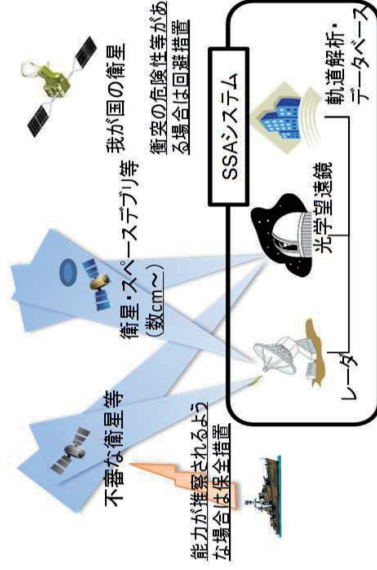 不審な衛星等
衛星・スペースデブリ等
（数cm～）
我が国の衛星
衝突の危険性等があ
る場合は回避措置
能力が推察されるよう
な場合は保全措置
SSAシステム
レーダ
光学望遠鏡
軌道解析・
データベース